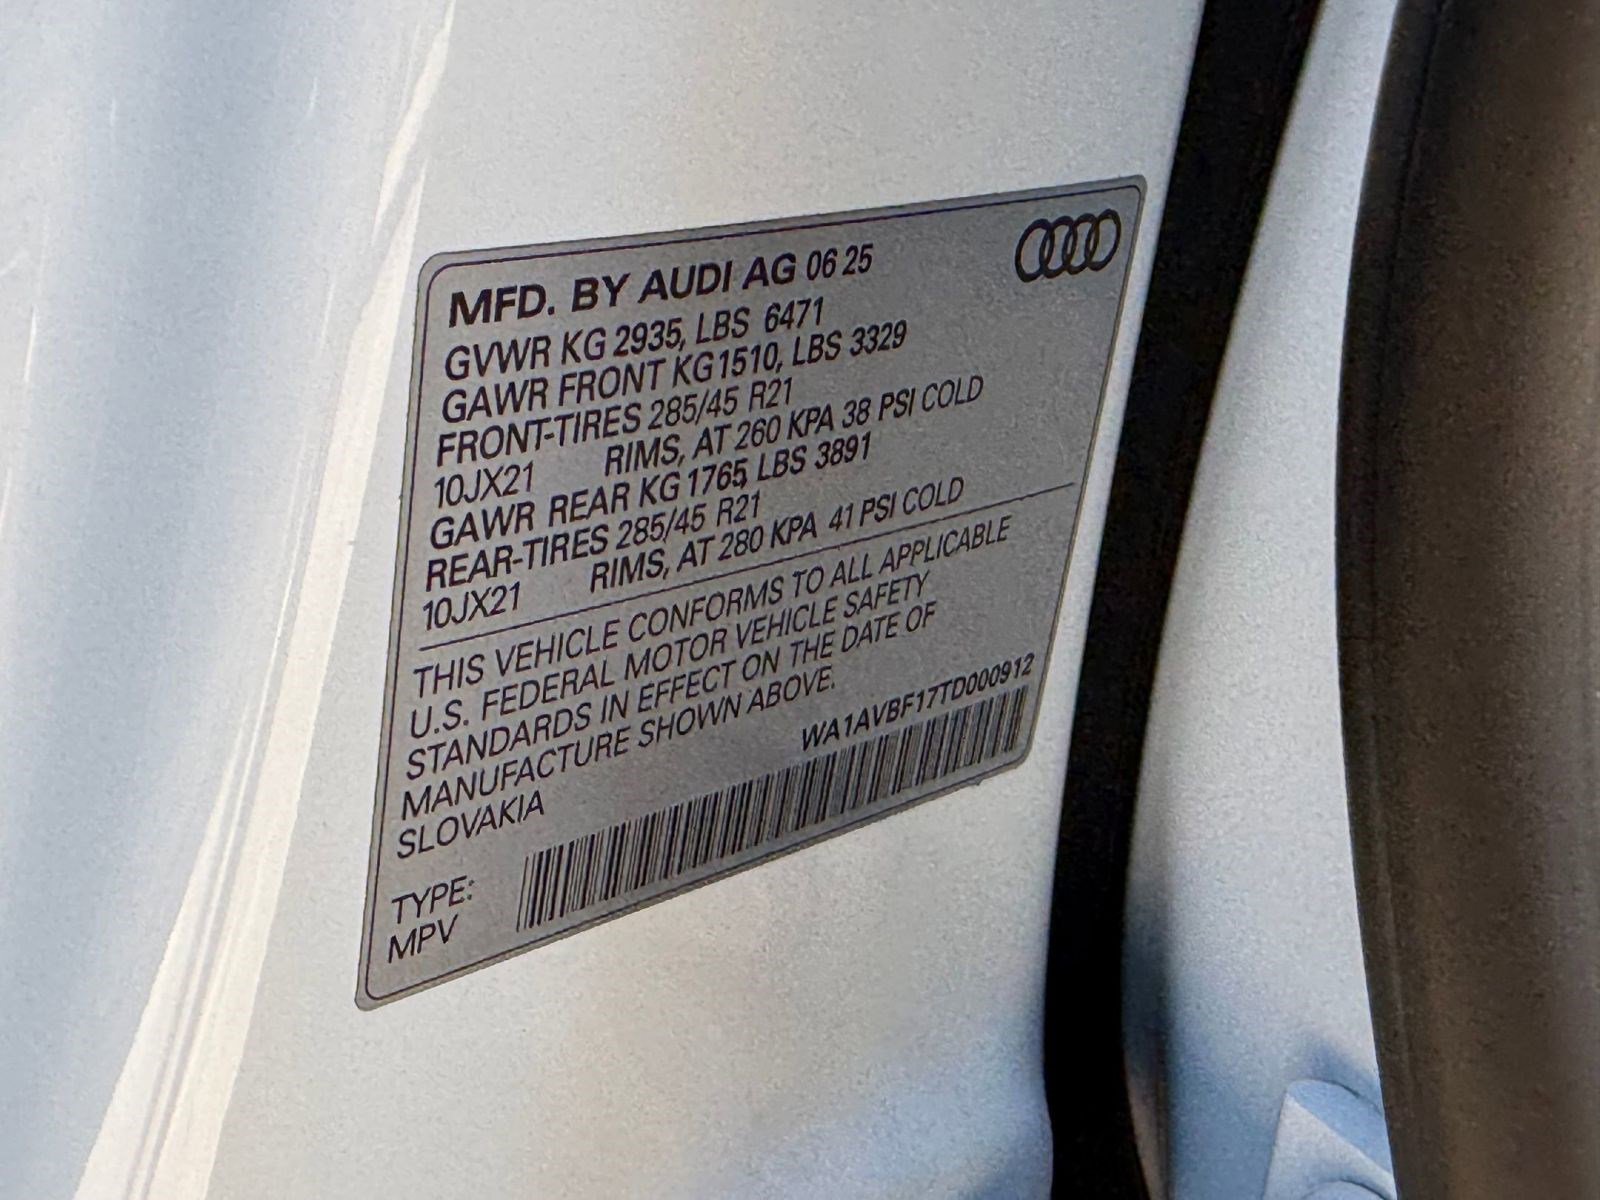 MFD. BY AUDI AG 06 25
GVWR KG 2935, LBS 6471
GAWR FRONT KG1510, LBS 3329
FRONT-TIRES 285/45 R21
10JX21 RIMS, AT 260 KPA 38 PSI COLD
GAWR REAR KG 1765, LBS 3891
REAR-TIRES 285/45 R21
10JX21 RIMS, AT 280 KPA 41 PSI COLD
THIS VEHICLE CONFORMS TO ALL APPLICABLE
U.S. FEDERAL MOTOR VEHICLE SAFETY
STANDARDS IN EFFECT ON THE DATE OF
MANUFACTURE SHOWN ABOVE.
SLOVAKIA
WA1AVBF17TD000912
TYPE:
MPV